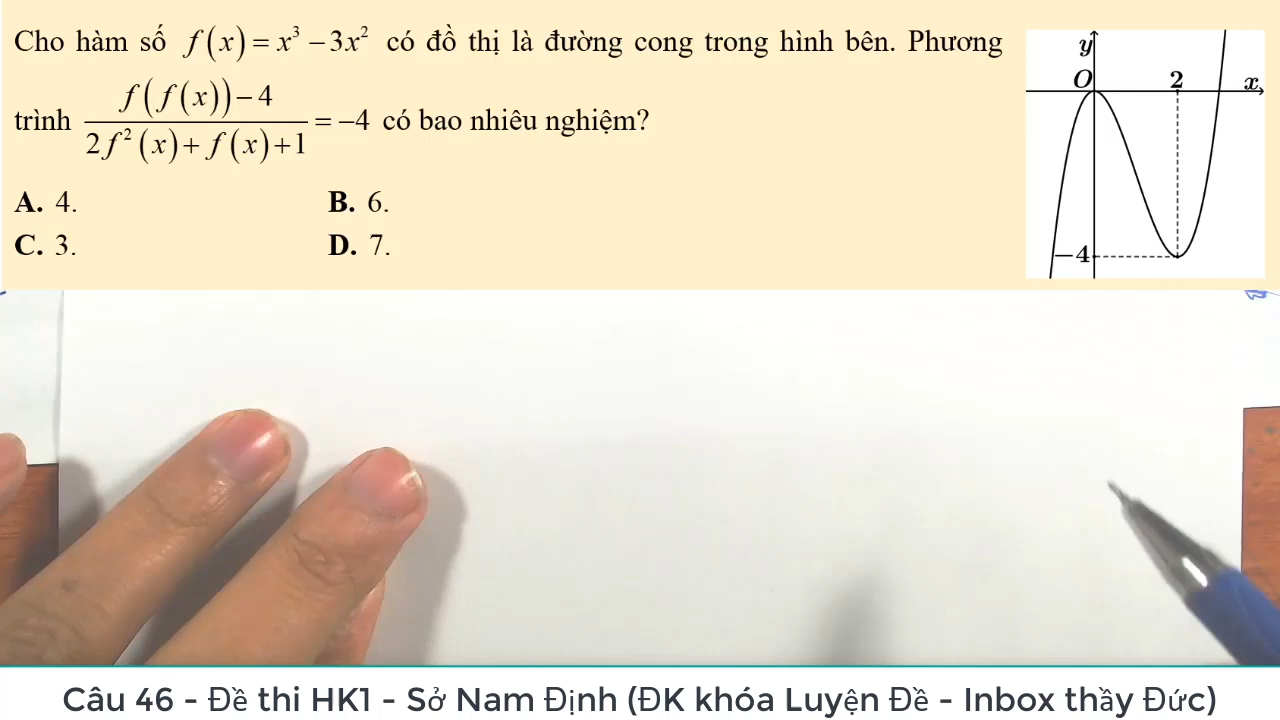 Cho hàm số f(x) = x³ − 3x² có đồ thị là đường cong trong hình bên. Phương
trình (f(f(x)) − 4) / (2f²(x) + f(x) + 1) = −4 có bao nhiêu nghiệm?
A. 4. B. 6.
C. 3. D. 7.
y
O 2 x
−4
Câu 46 - Đề thi HK1 - Sở Nam Định (ĐK khóa Luyện Đề - Inbox thầy Đức)